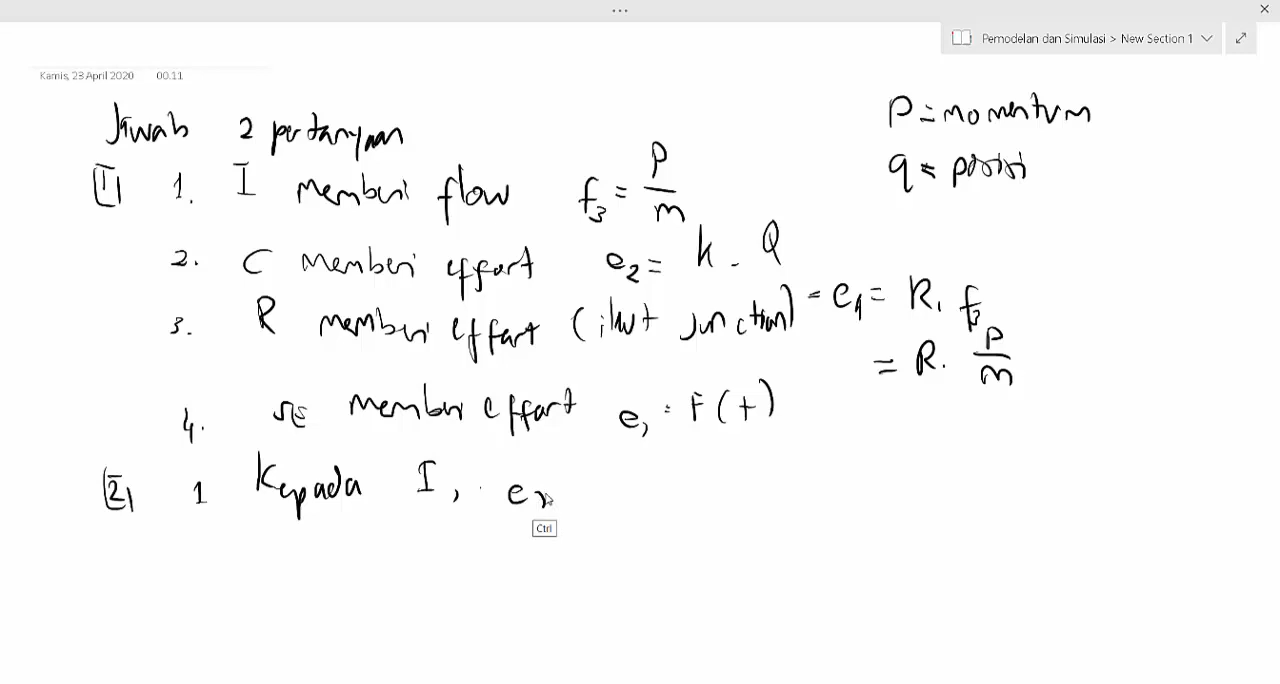 Pemodelan dan Simulasi > New Section 1
Kamis, 23 April 2020 00.11
Jawab 2 pertanyaan
P = momentum
q = posisi
(1) 1. I memberi flow f₃ = P/m
2. C memberi effort e₂ = k . Q
3. R memberi effort (ikut junction) = e₄ = R. f₃
= R. P/m
4. SE memberi effort e₁ = F(t)
(2) 1 Kepada I, e
Ctrl